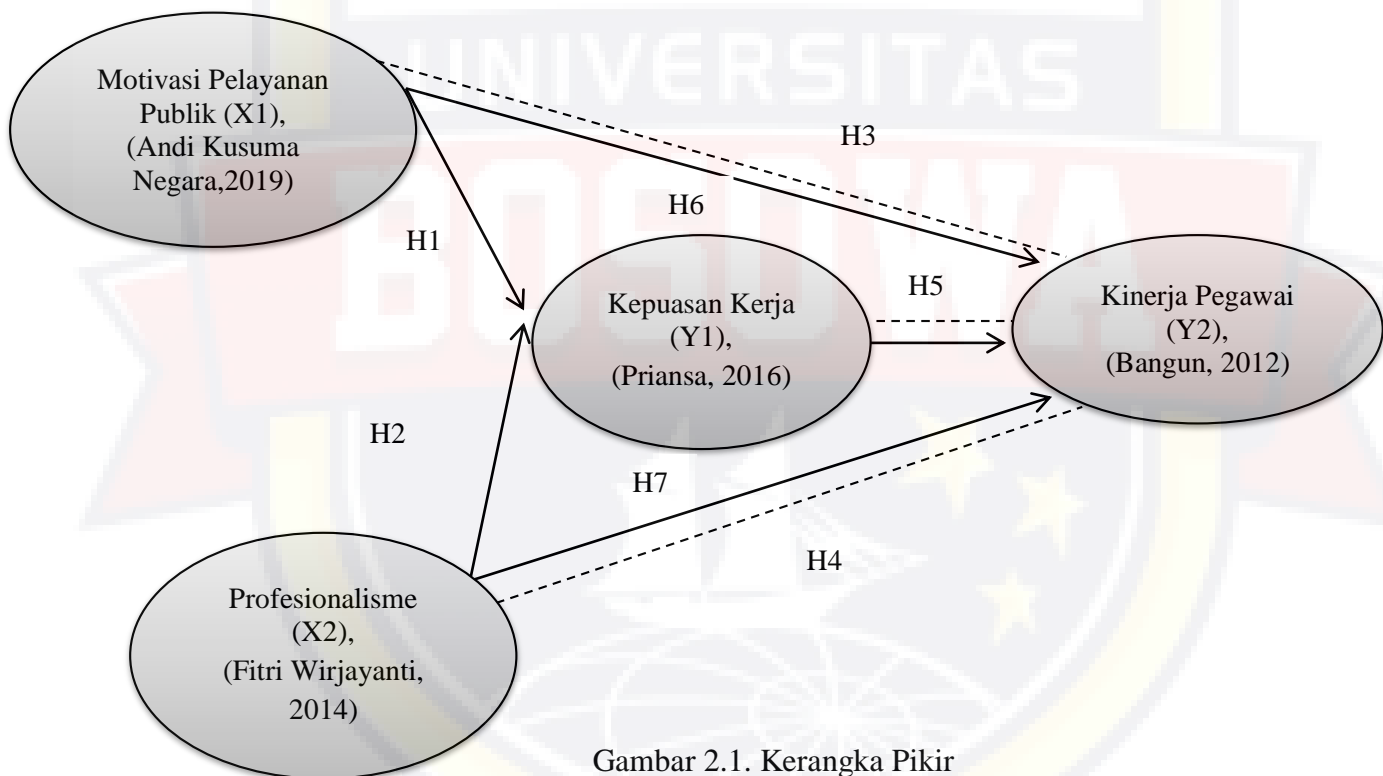 UNIVERSITAS
BOSOWA
Motivasi Pelayanan
Publik (X1),
(Andi Kusuma
Negara,2019)
H3
H6
H1
H5
Kepuasan Kerja
(Y1),
(Priansa, 2016)
Kinerja Pegawai
(Y2),
(Bangun, 2012)
H2
H7
H4
Profesionalisme
(X2),
(Fitri Wirjayanti,
2014)
Gambar 2.1. Kerangka Pikir